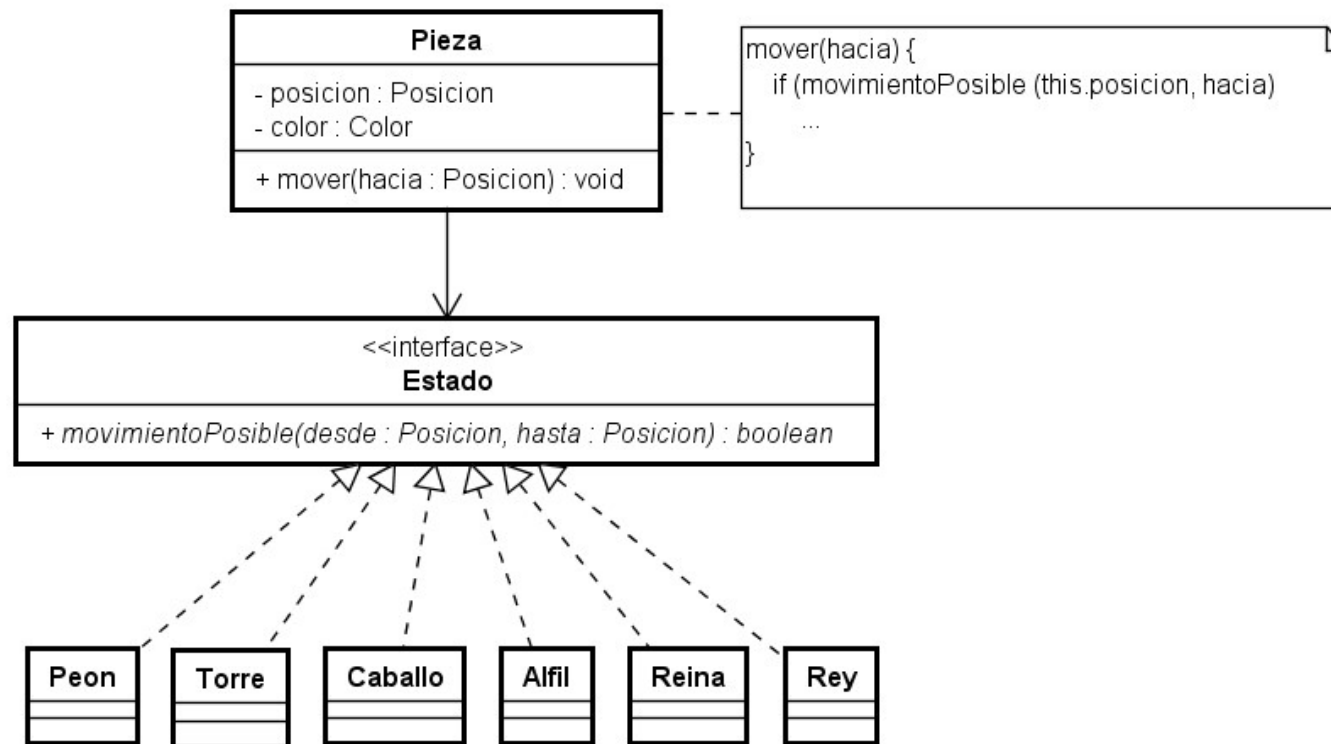 Pieza
- posicion : Posicion
- color : Color
+ mover(hacia : Posicion) : void
mover(hacia) {
if (movimientoPosible (this.posicion, hacia)
...
}
<<interface>>
Estado
+ movimientoPosible(desde : Posicion, hasta : Posicion) : boolean
Peon
Torre
Caballo
Alfil
Reina
Rey